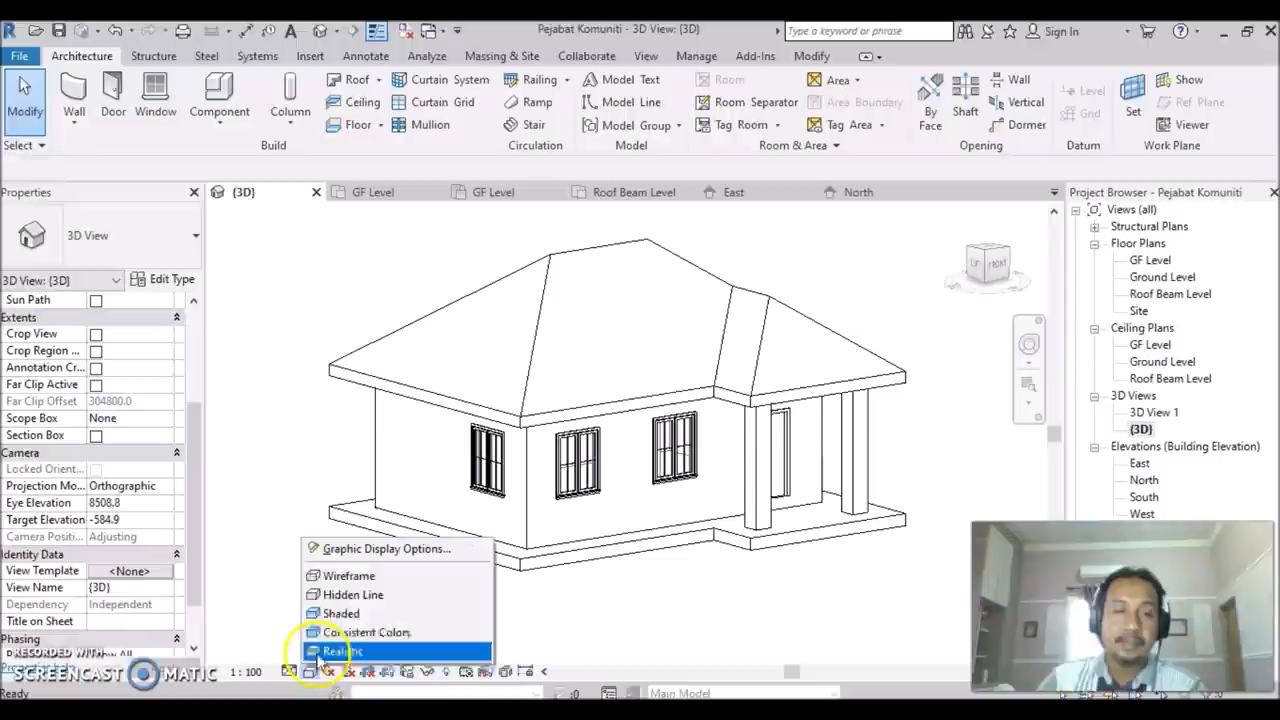 Pejabat Komuniti - 3D View: {3D}
Type a keyword or phrase
Sign In
File Architecture Structure Steel Systems Insert Annotate Analyze Massing & Site Collaborate View Manage Add-Ins Modify
Modify Wall Door Window Component Column
Roof Ceiling Floor
Curtain System Curtain Grid Mullion
Railing Ramp Stair
Model Text Model Line Model Group
Room Room Separator Tag Room
Area Area Boundary Tag Area
By Face Shaft Wall Vertical Dormer
Level Grid
Set Show Ref Plane Viewer
Select Build Circulation Model Room & Area Opening Datum Work Plane
Properties
{3D} GF Level GF Level Roof Beam Level East North
Project Browser - Pejabat Komuniti
3D View
3D View: {3D} Edit Type
Sun Path
Extents
Crop View
Crop Region ...
Annotation Cr...
Far Clip Active
Far Clip Offset 304800.0
Scope Box None
Section Box
Camera
Locked Orient...
Projection Mo... Orthographic
Eye Elevation 8508.8
Target Elevation -584.9
Camera Position Adjusting
Identity Data
View Template <None>
View Name {3D}
Dependency Independent
Title on Sheet
Phasing
FRONT
Graphic Display Options...
Wireframe
Hidden Line
Shaded
Consistent Colors
Realistic
Views (all)
Structural Plans
Floor Plans
GF Level
Ground Level
Roof Beam Level
Site
Ceiling Plans
GF Level
Ground Level
Roof Beam Level
3D Views
3D View 1
{3D}
Elevations (Building Elevation)
East
North
South
West
RECORDED WITH
SCREENCAST MATIC
1 : 100
Ready
:0
Main Model